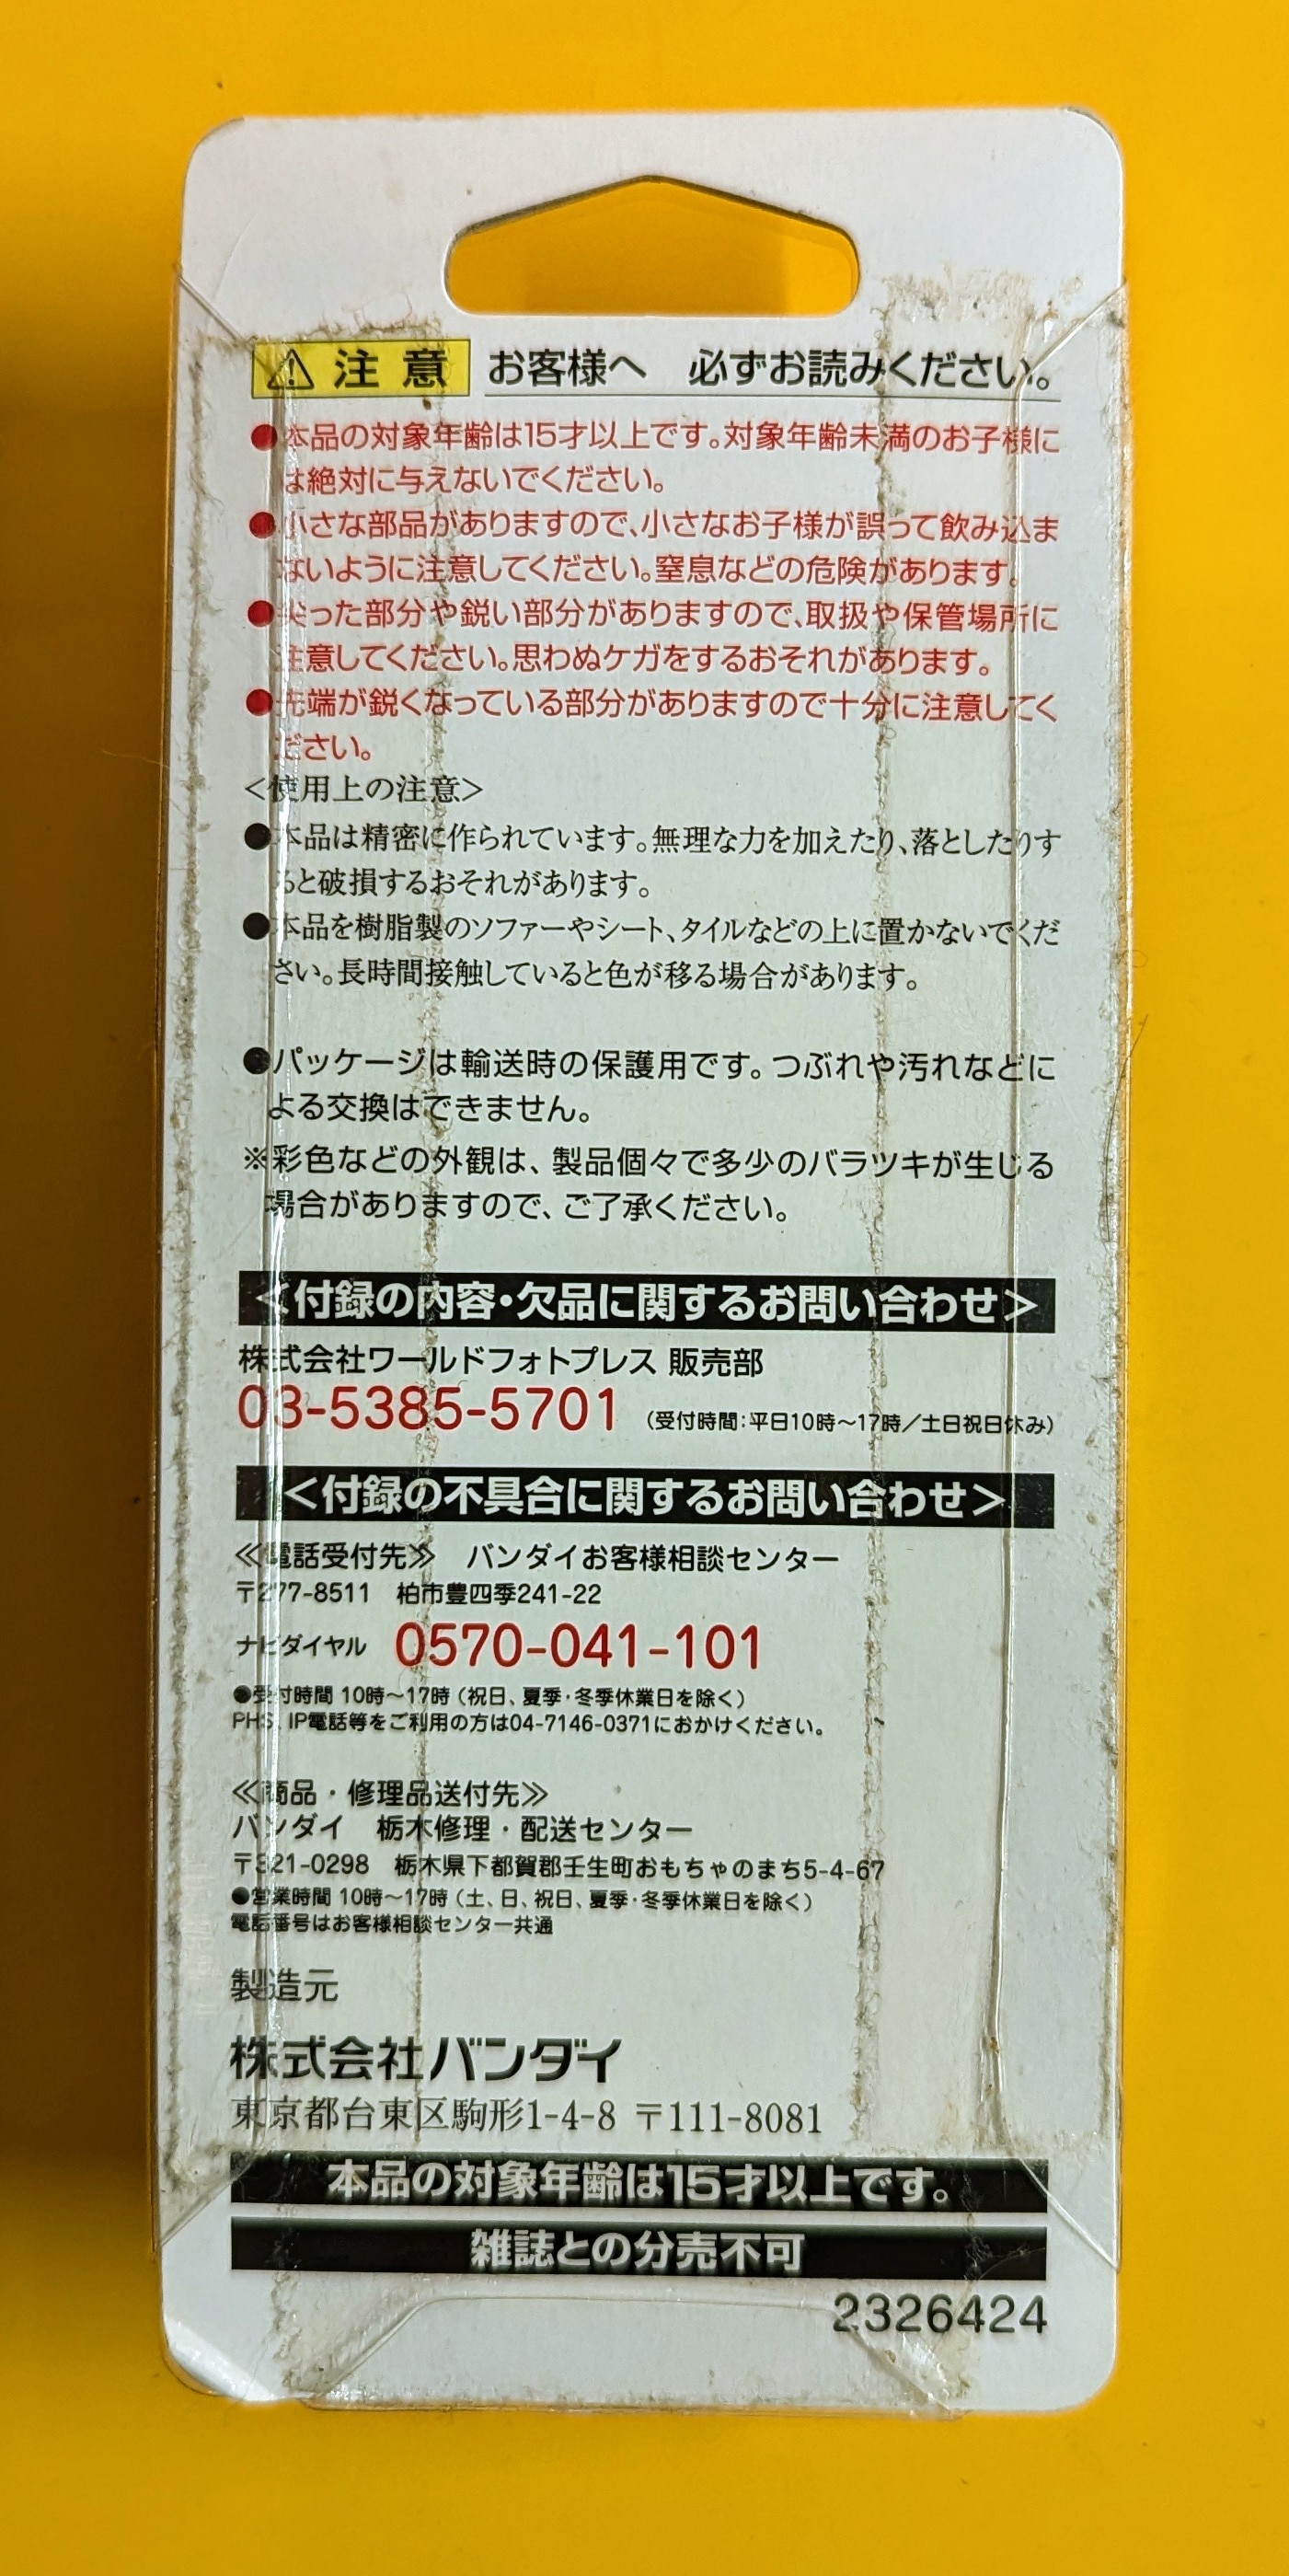 ⚠ 注意 お客様へ 必ずお読みください。
●本品の対象年齢は15才以上です。対象年齢未満のお子様に
は絶対に与えないでください。
●小さな部品がありますので、小さなお子様が誤って飲み込ま
ないように注意してください。窒息などの危険があります。
●尖った部分や鋭い部分がありますので、取扱や保管場所に
注意してください。思わぬケガをするおそれがあります。
●先端が鋭くなっている部分がありますので十分に注意してく
ださい。
＜使用上の注意＞
●本品は精密に作られています。無理な力を加えたり、落としたりす
ると破損するおそれがあります。
●本品を樹脂製のソファーやシート、タイルなどの上に置かないでくだ
さい。長時間接触していると色が移る場合があります。
●パッケージは輸送時の保護用です。つぶれや汚れなどに
よる交換はできません。
※彩色などの外観は、製品個々で多少のバラツキが生じる
場合がありますので、ご了承ください。
＜付録の内容・欠品に関するお問い合わせ＞
株式会社ワールドフォトプレス 販売部
03-5385-5701 （受付時間：平日10時～17時／土日祝日休み）
＜付録の不具合に関するお問い合わせ＞
≪電話受付先≫ バンダイお客様相談センター
〒277-8511 柏市豊四季241-22
ナビダイヤル 0570-041-101
●受付時間 10時～17時（祝日、夏季・冬季休業日を除く）
PHS、IP電話等をご利用の方は04-7146-0371におかけください。
≪商品・修理品送付先≫
バンダイ 栃木修理・配送センター
〒321-0298 栃木県下都賀郡壬生町おもちゃのまち5-4-67
●営業時間 10時～17時（土、日、祝日、夏季・冬季休業日を除く）
電話番号はお客様相談センター共通
製造元
株式会社バンダイ
東京都台東区駒形1-4-8 〒111-8081
本品の対象年齢は15才以上です。
雑誌との分売不可
2326424